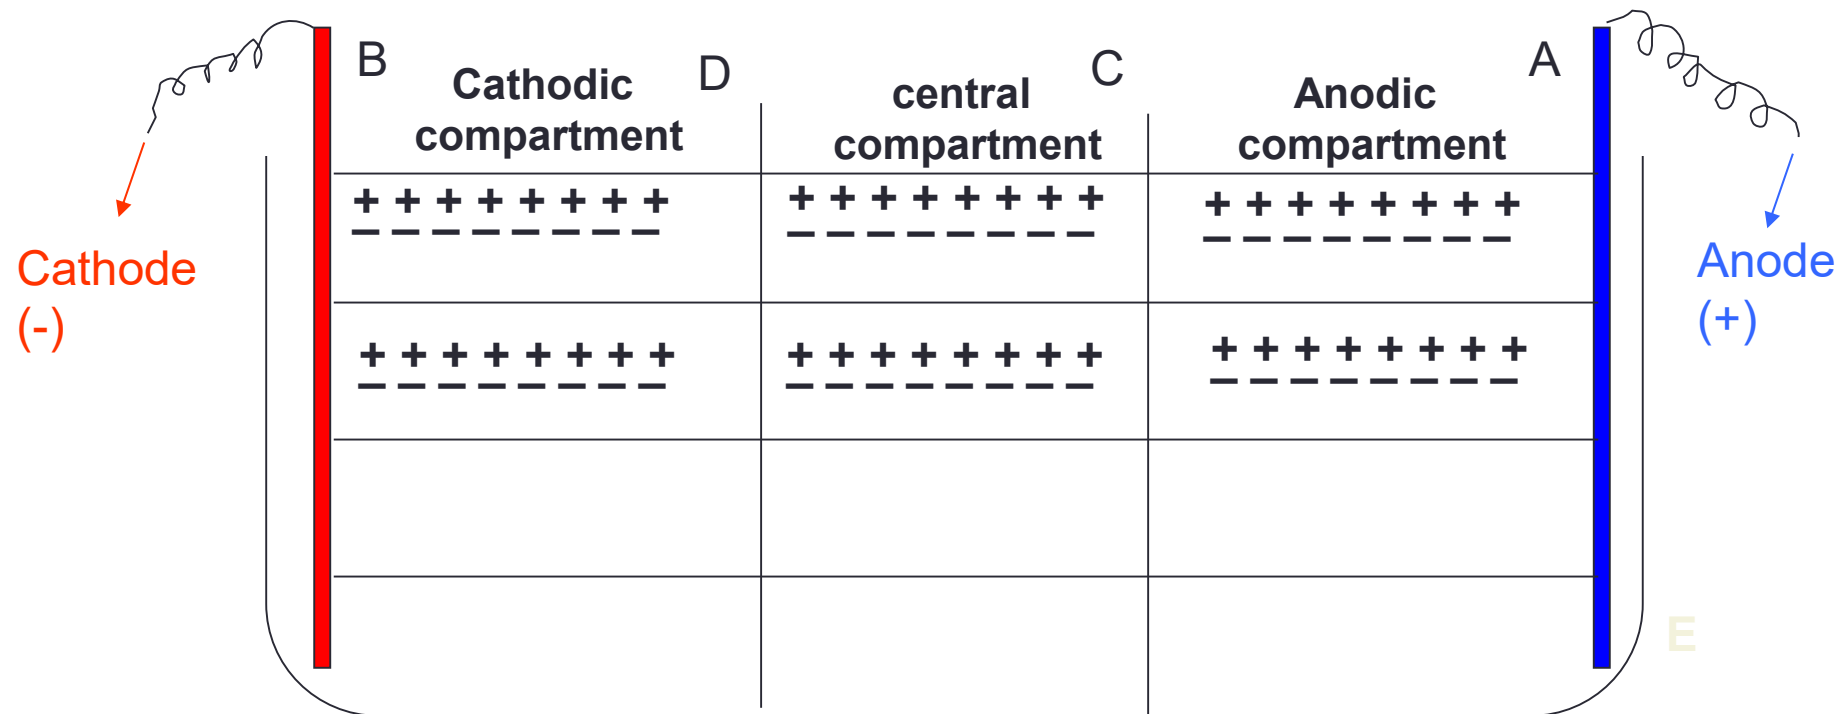 B
Cathodic
compartment
D
central
compartment
C
Anodic
compartment
A
+ + + + + + + +
_ _ _ _ _ _ _ _
+ + + + + + + +
_ _ _ _ _ _ _ _
+ + + + + + + +
_ _ _ _ _ _ _ _
Cathode
(-)
Anode
(+)
+ + + + + + + +
_ _ _ _ _ _ _ _
+ + + + + + + +
_ _ _ _ _ _ _ _
+ + + + + + + +
_ _ _ _ _ _ _ _
E